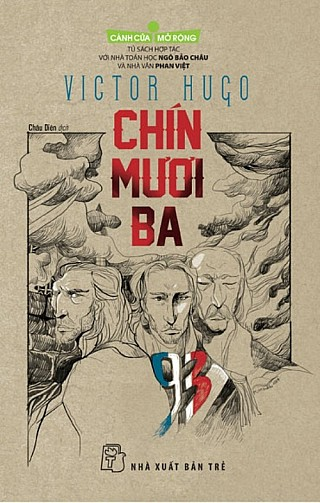 CÁNH CỬA MỞ RỘNG
TỦ SÁCH HỢP TÁC
VỚI NHÀ TOÁN HỌC NGÔ BẢO CHÂU
VÀ NHÀ VĂN PHAN VIỆT
VICTOR HUGO
Châu Diên dịch
CHÍN
MƯƠI
BA
93
NHÀ XUẤT BẢN TRẺ